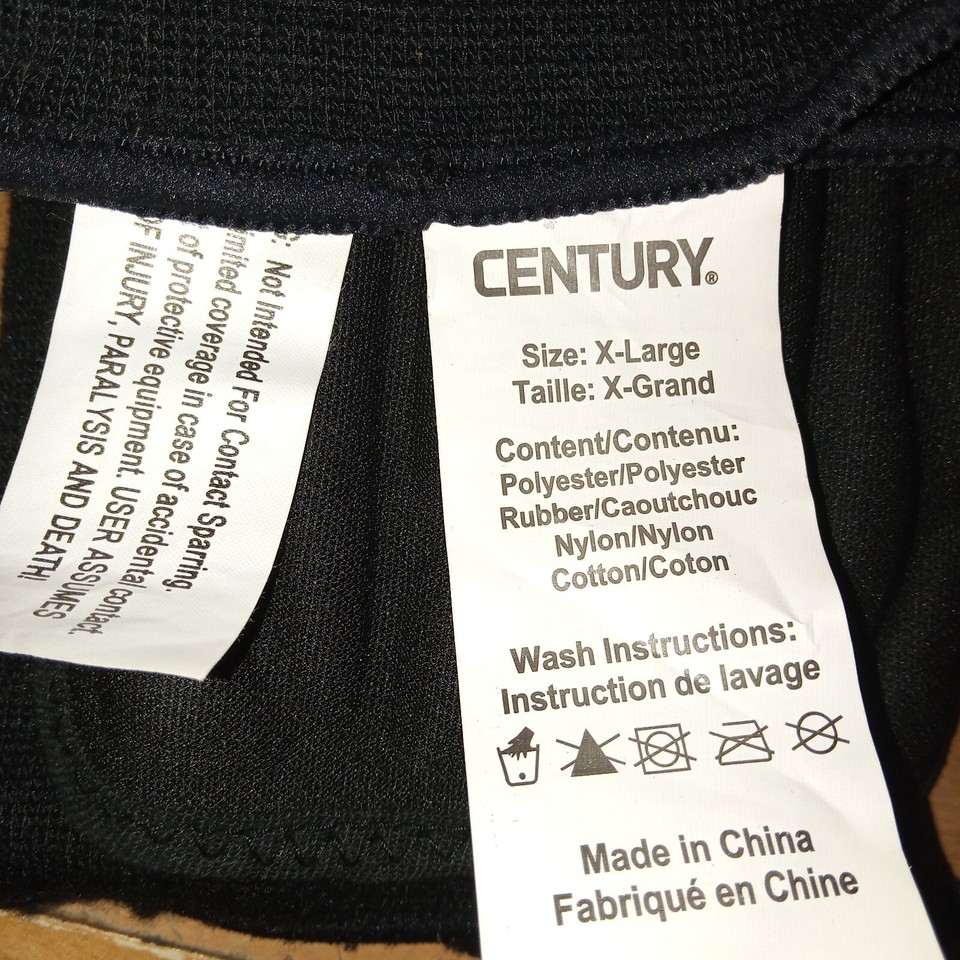 Not Intended For Contact Sparring.
limited coverage in case of accidental contact.
of protective equipment. USER ASSUMES
OF INJURY, PARALYSIS AND DEATH!
CENTURY®
Size: X-Large
Taille: X-Grand
Content/Contenu:
Polyester/Polyester
Rubber/Caoutchouc
Nylon/Nylon
Cotton/Coton
Wash Instructions:
Instruction de lavage
Made in China
Fabriqué en Chine